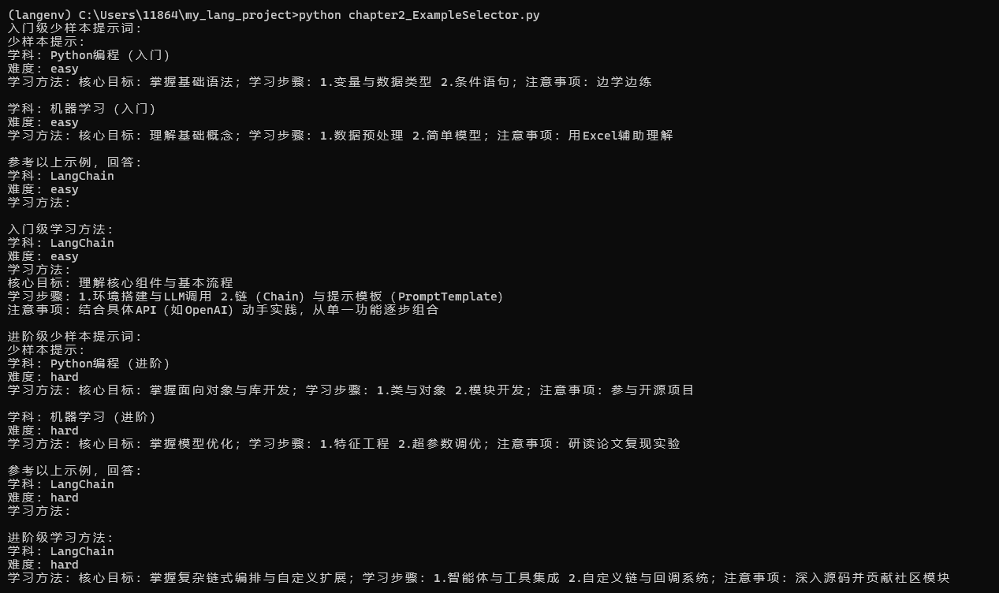 (langenv) C:\Users\11864\my_lang_project>python chapter2_ExampleSelector.py
入门级少样本提示词：
少样本提示：
学科：Python编程（入门）
难度：easy
学习方法：核心目标：掌握基础语法；学习步骤：1.变量与数据类型 2.条件语句；注意事项：边学边练
学科：机器学习（入门）
难度：easy
学习方法：核心目标：理解基础概念；学习步骤：1.数据预处理 2.简单模型；注意事项：用Excel辅助理解
参考以上示例，回答：
学科：LangChain
难度：easy
学习方法：
入门级学习方法：
学科：LangChain
难度：easy
学习方法：
核心目标：理解核心组件与基本流程
学习步骤：1.环境搭建与LLM调用 2.链（Chain）与提示模板（PromptTemplate）
注意事项：结合具体API（如OpenAI）动手实践，从单一功能逐步组合
进阶级少样本提示词：
少样本提示：
学科：Python编程（进阶）
难度：hard
学习方法：核心目标：掌握面向对象与库开发；学习步骤：1.类与对象 2.模块开发；注意事项：参与开源项目
学科：机器学习（进阶）
难度：hard
学习方法：核心目标：掌握模型优化；学习步骤：1.特征工程 2.超参数调优；注意事项：研读论文复现实验
参考以上示例，回答：
学科：LangChain
难度：hard
学习方法：
进阶级学习方法：
学科：LangChain
难度：hard
学习方法：核心目标：掌握复杂链式编排与自定义扩展；学习步骤：1.智能体与工具集成 2.自定义链与回调系统；注意事项：深入源码并贡献社区模块